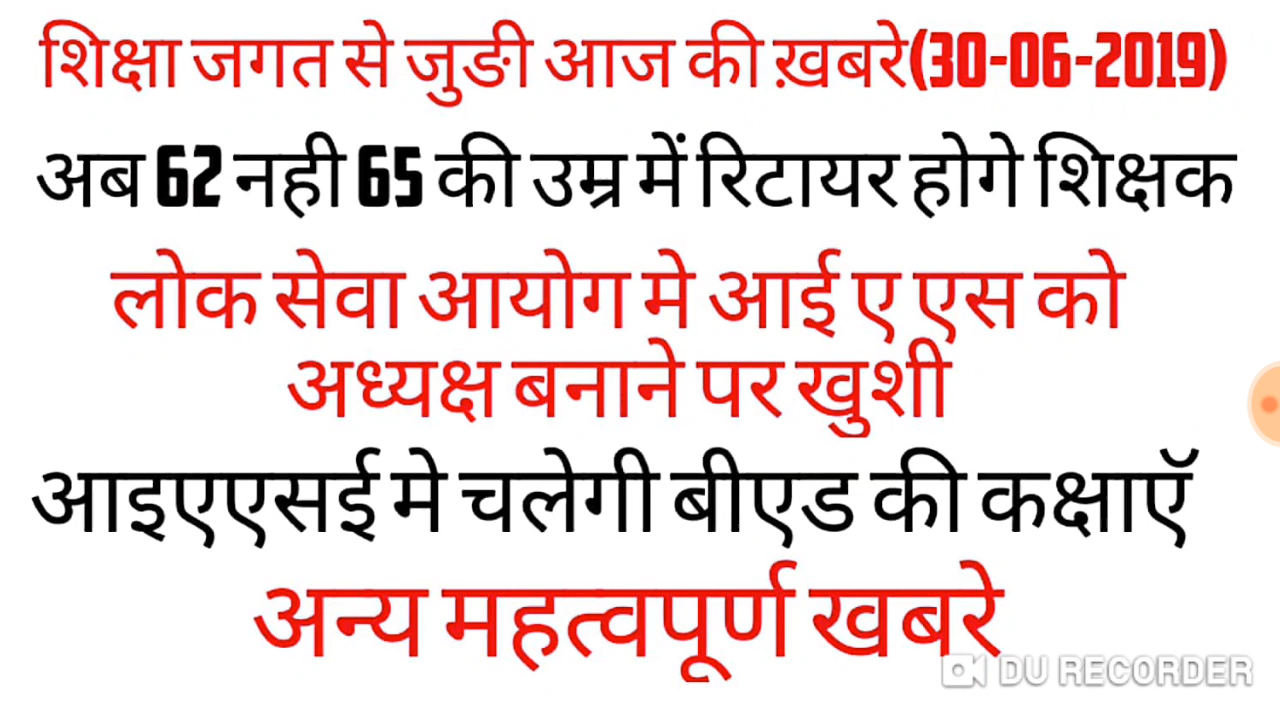 शिक्षा जगत से जुङी आज की ख़बरे(30-06-2019)
अब 62 नही 65 की उम्र में रिटायर होगे शिक्षक
लोक सेवा आयोग मे आई ए एस को
अध्यक्ष बनाने पर खुशी
आइएएसई मे चलेगी बीएड की कक्षाऍ
अन्य महत्वपूर्ण खबरे
DU RECORDER